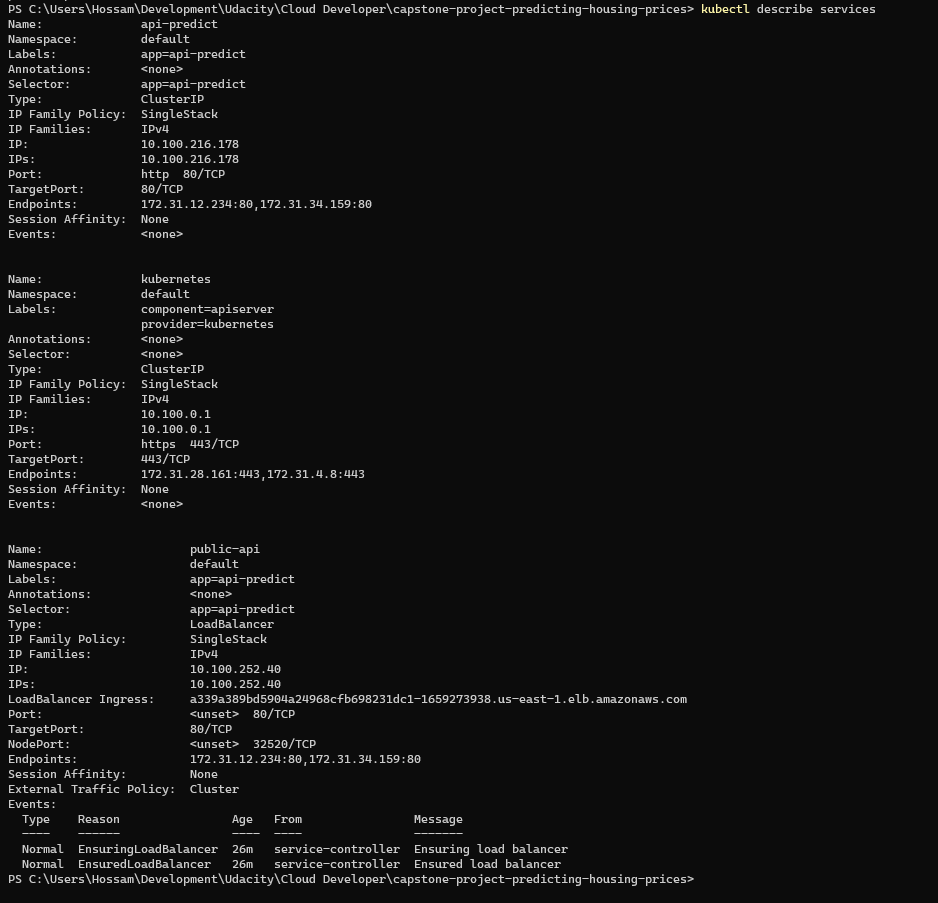 PS C:\Users\Hossam\Development\Udacity\Cloud Developer\capstone-project-predicting-housing-prices> kubectl describe services
Name:              api-predict
Namespace:         default
Labels:            app=api-predict
Annotations:       <none>
Selector:          app=api-predict
Type:              ClusterIP
IP Family Policy:  SingleStack
IP Families:       IPv4
IP:                10.100.216.178
IPs:               10.100.216.178
Port:              http  80/TCP
TargetPort:        80/TCP
Endpoints:         172.31.12.234:80,172.31.34.159:80
Session Affinity:  None
Events:            <none>
Name:              kubernetes
Namespace:         default
Labels:            component=apiserver
                   provider=kubernetes
Annotations:       <none>
Selector:          <none>
Type:              ClusterIP
IP Family Policy:  SingleStack
IP Families:       IPv4
IP:                10.100.0.1
IPs:               10.100.0.1
Port:              https  443/TCP
TargetPort:        443/TCP
Endpoints:         172.31.28.161:443,172.31.4.8:443
Session Affinity:  None
Events:            <none>
Name:                     public-api
Namespace:                default
Labels:                   app=api-predict
Annotations:              <none>
Selector:                 app=api-predict
Type:                     LoadBalancer
IP Family Policy:         SingleStack
IP Families:              IPv4
IP:                       10.100.252.40
IPs:                      10.100.252.40
LoadBalancer Ingress:     a339a389bd5904a24968cfb698231dc1-1659273938.us-east-1.elb.amazonaws.com
Port:                     <unset>  80/TCP
TargetPort:               80/TCP
NodePort:                 <unset>  32520/TCP
Endpoints:                172.31.12.234:80,172.31.34.159:80
Session Affinity:         None
External Traffic Policy:  Cluster
Events:
  Type    Reason                Age   From                Message
  ----    ------                ----  ----                -------
  Normal  EnsuringLoadBalancer  26m   service-controller  Ensuring load balancer
  Normal  EnsuredLoadBalancer   26m   service-controller  Ensured load balancer
PS C:\Users\Hossam\Development\Udacity\Cloud Developer\capstone-project-predicting-housing-prices>